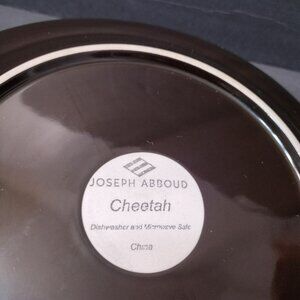 JOSEPH ABBOUD
Cheetah
Dishwasher and Microwave Safe
China